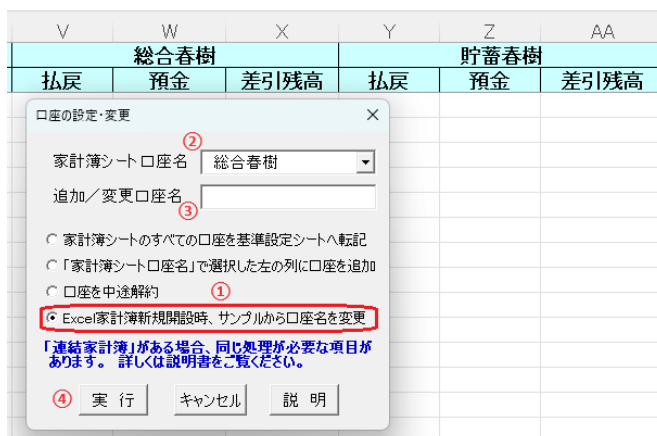 V W X Y Z AA
総合春樹 貯蓄春樹
払戻 預金 差引残高 払戻 預金 差引残高
口座の設定・変更
②
家計簿シート口座名 総合春樹
追加／変更口座名
③
家計簿シートのすべての口座を基準設定シートへ転記
「家計簿シート口座名」で選択した左の列に口座を追加
口座を中途解約 ①
Excel家計簿新規開設時、サンプルから口座名を変更
「連結家計簿」がある場合、同じ処理が必要な項目が
あります。 詳しくは説明書をご覧ください。
④ 実 行 キャンセル 説 明